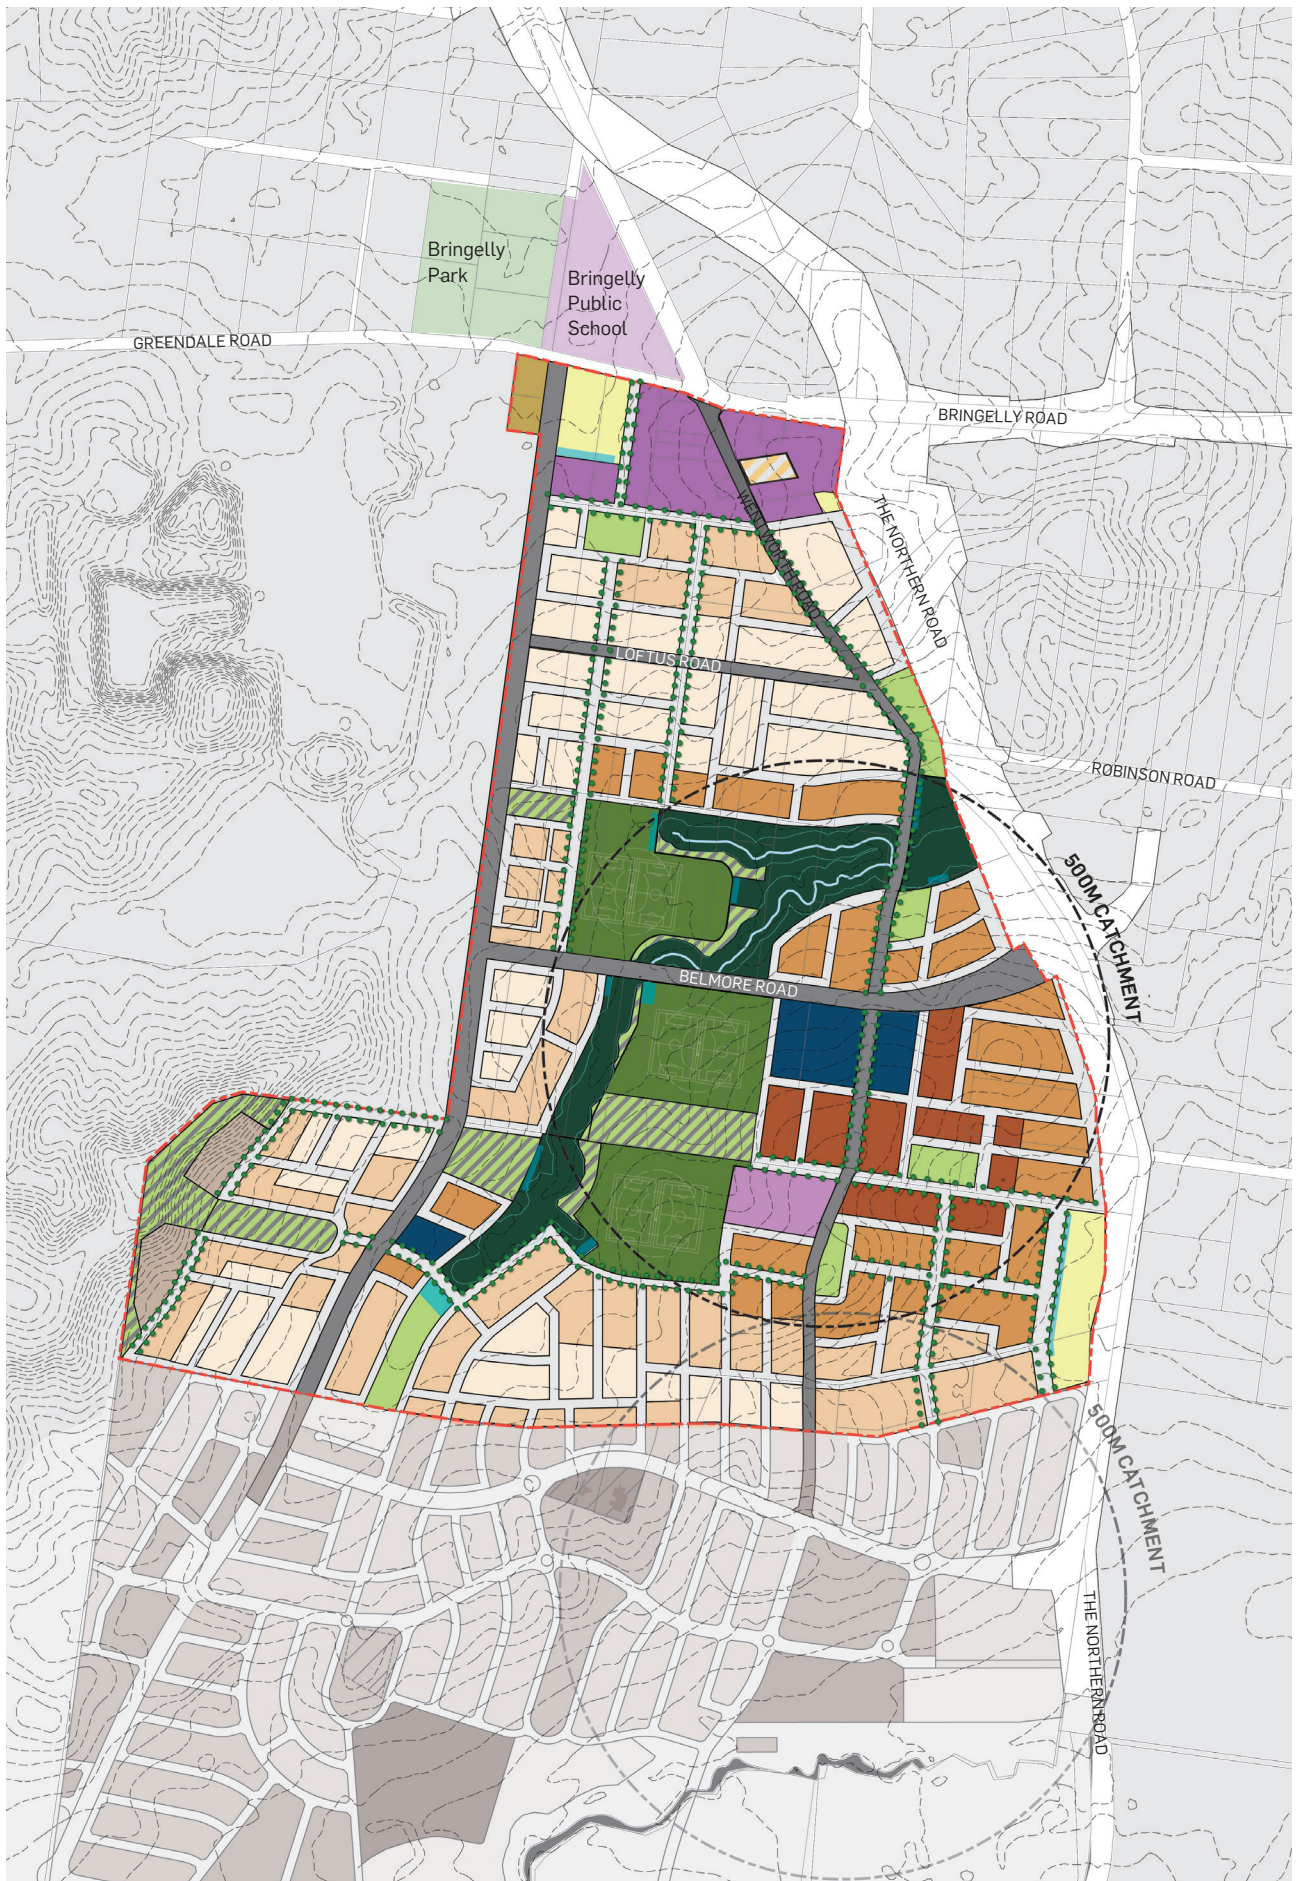 Bringelly
Park
Bringelly
Public
School
GREENDALE ROAD
BRINGELLY ROAD
WENTWORTH ROAD
THE NORTHERN ROAD
LOFTUS ROAD
ROBINSON ROAD
500M CATCHMENT
BELMORE ROAD
500M CATCHMENT
THE NORTHERN ROAD